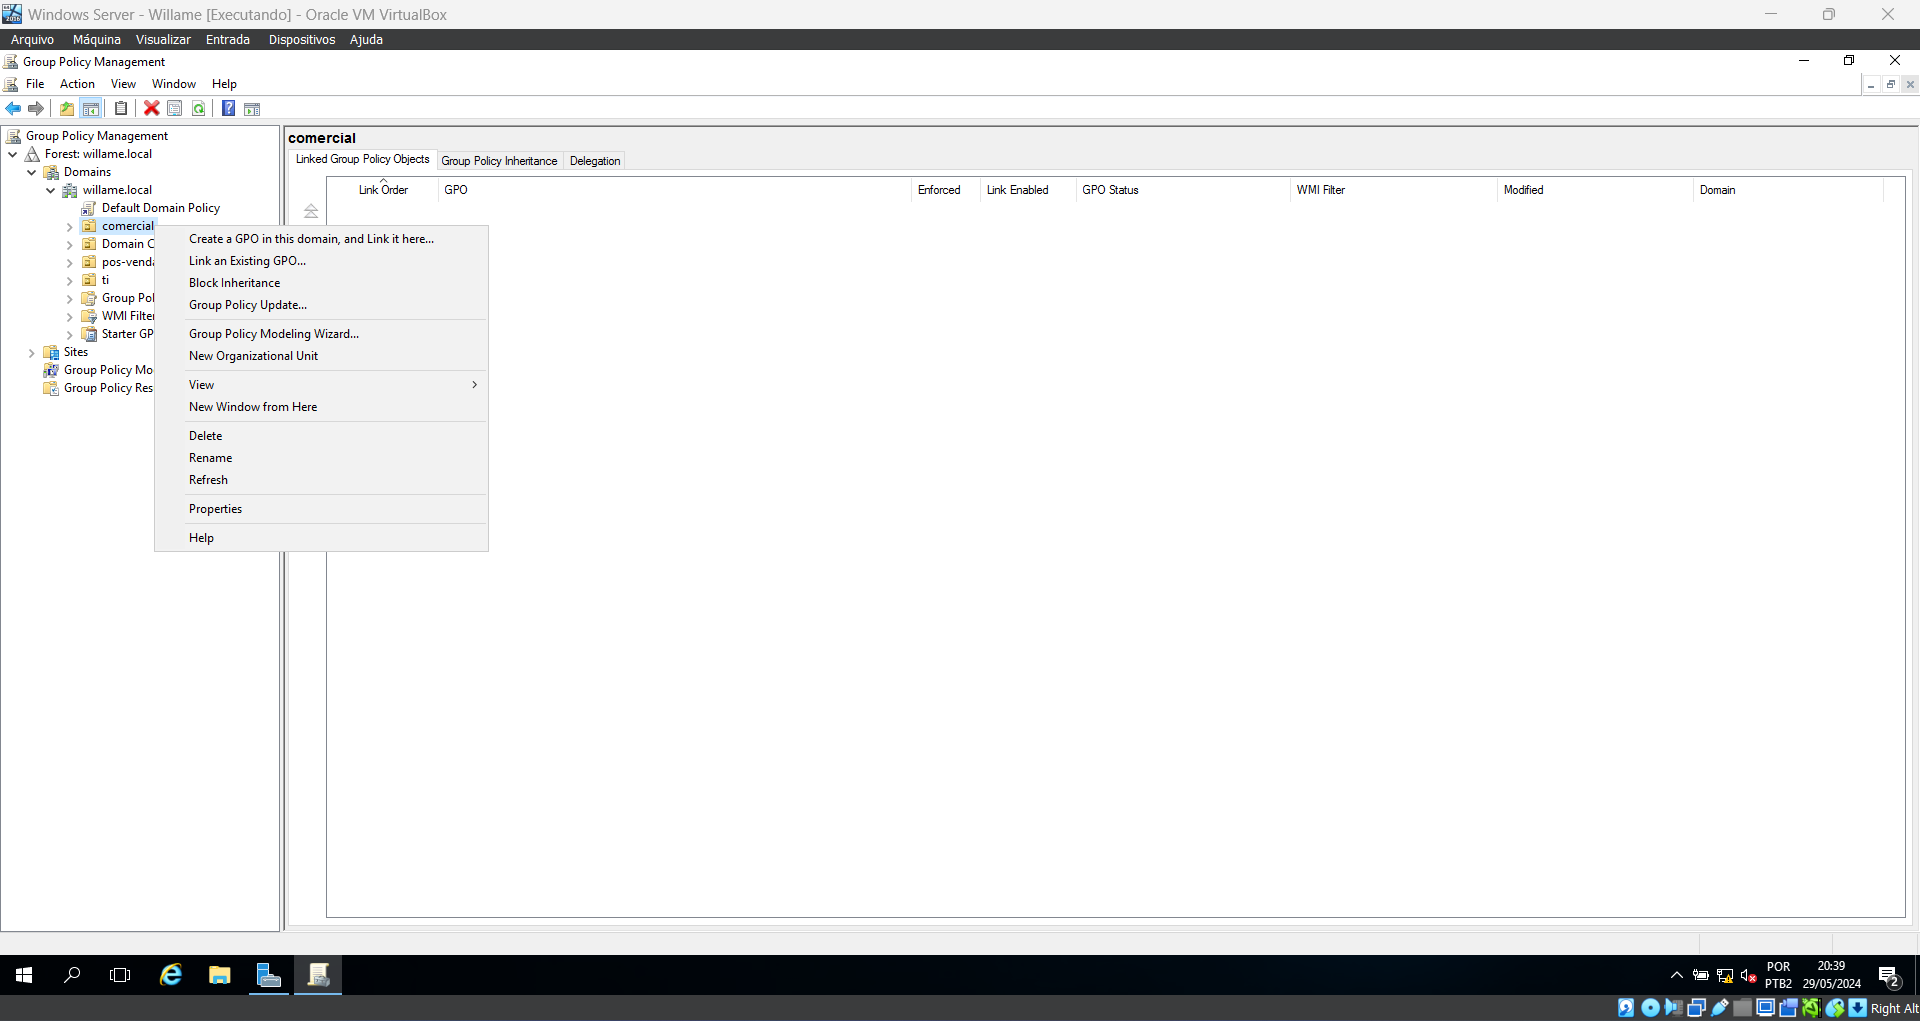 Windows Server - Willame [Executando] - Oracle VM VirtualBox
Arquivo Máquina Visualizar Entrada Dispositivos Ajuda
Group Policy Management
File Action View Window Help
Group Policy Management
Forest: willame.local
Domains
willame.local
Default Domain Policy
comercial
Domain C
pos-venda
ti
Group Pol
WMI Filter
Starter GP
Sites
Group Policy Mo
Group Policy Res
Create a GPO in this domain, and Link it here...
Link an Existing GPO...
Block Inheritance
Group Policy Update...
Group Policy Modeling Wizard...
New Organizational Unit
View
New Window from Here
Delete
Rename
Refresh
Properties
Help
comercial
Linked Group Policy Objects Group Policy Inheritance Delegation
Link Order GPO Enforced Link Enabled GPO Status WMI Filter Modified Domain
POR 20:39
PTB2 29/05/2024 2
Right Alt